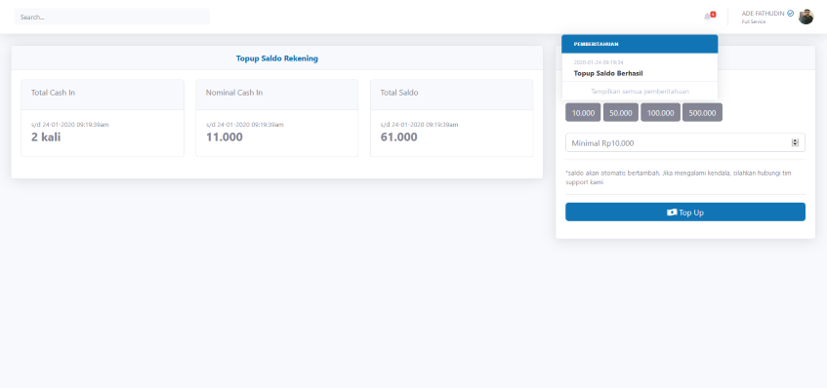 Search...
ADE FATHUDIN
Full Service
Topup Saldo Rekening
PEMBERITAHUAN
2020-01-24 09:19:34
Topup Saldo Berhasil
Tampilkan semua pemberitahuan
Total Cash In
s/d 24-01-2020 09:19:39am
2 kali
Nominal Cash In
s/d 24-01-2020 09:19:39am
11.000
Total Saldo
s/d 24-01-2020 09:19:39am
61.000
10.000
50.000
100.000
500.000
Minimal Rp10.000
*saldo akan otomatis bertambah. Jika mengalami kendala, silahkan hubungi tim
support kami
Top Up